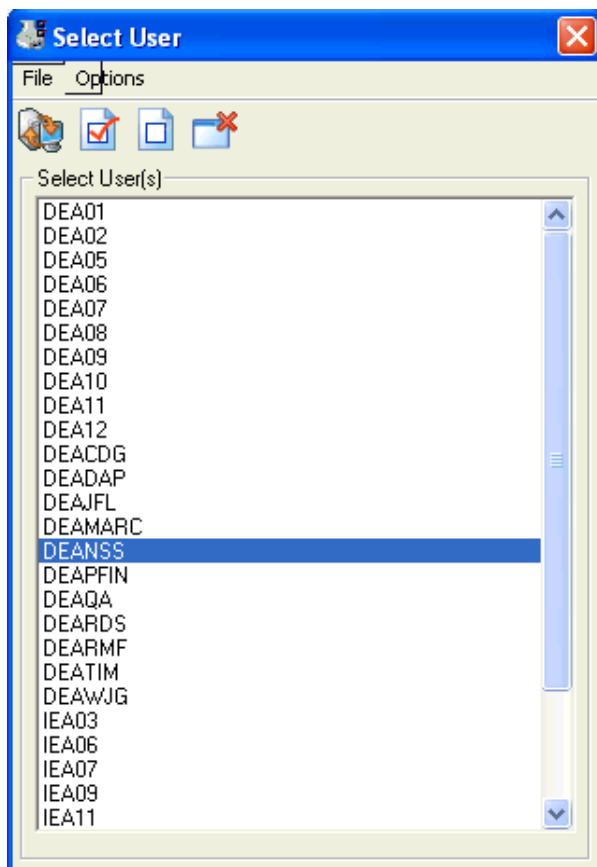 Select User
File Options
Select User(s)
DEA01
DEA02
DEA05
DEA06
DEA07
DEA08
DEA09
DEA10
DEA11
DEA12
DEACDG
DEADAP
DEAJFL
DEAMARC
DEANSS
DEAPFIN
DEAQA
DEARDS
DEARMF
DEATIM
DEAWJG
IEA03
IEA06
IEA07
IEA09
IEA11